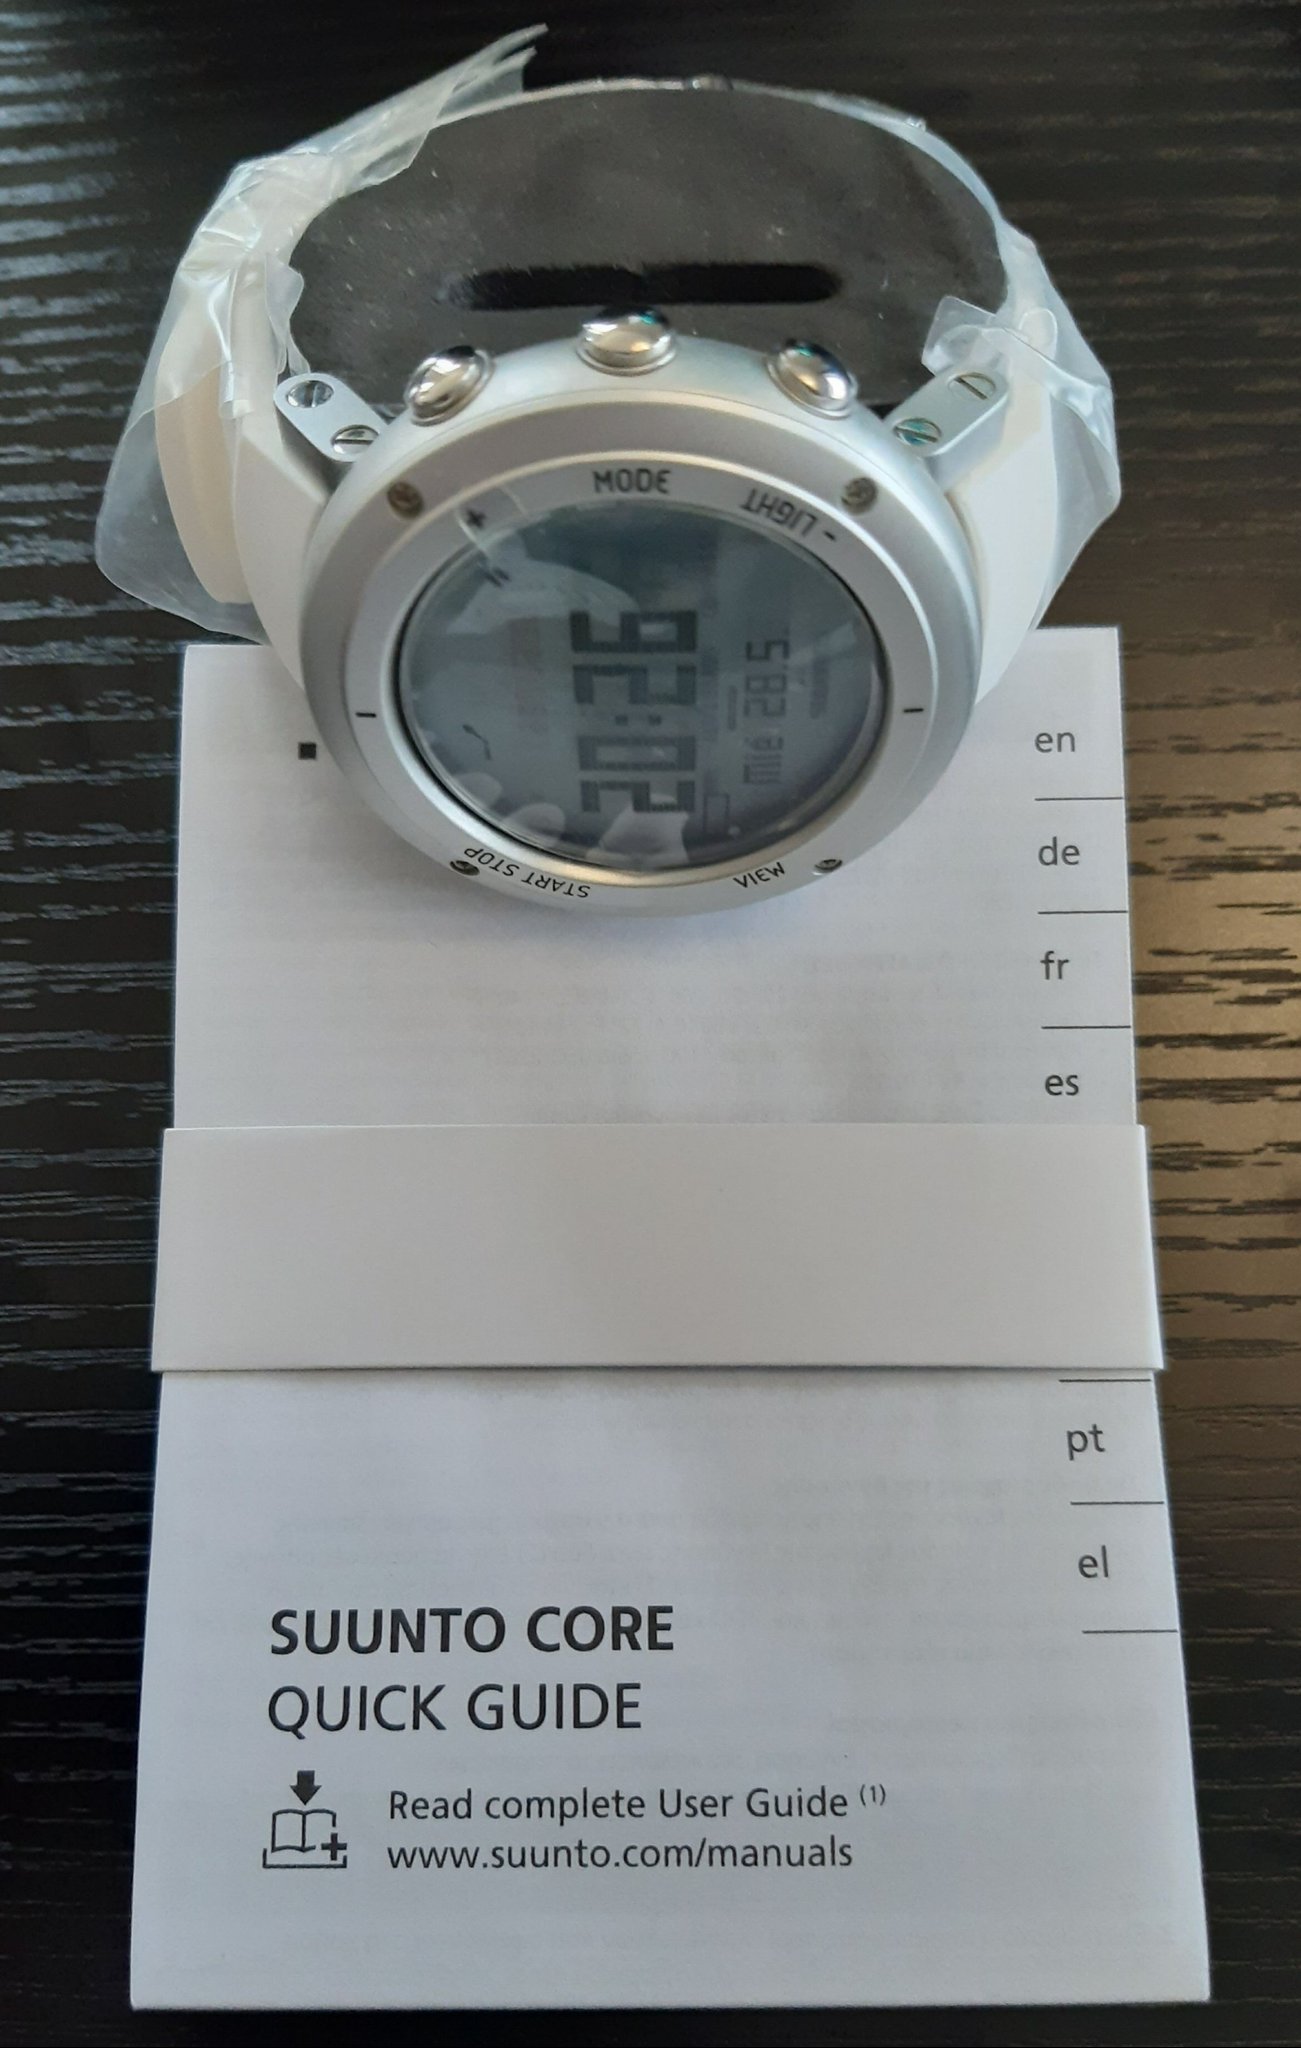 MODE
LIGHT -
+
START STOP
VIEW
en
de
fr
es
pt
el
SUUNTO CORE
QUICK GUIDE
Read complete User Guide (1)
www.suunto.com/manuals